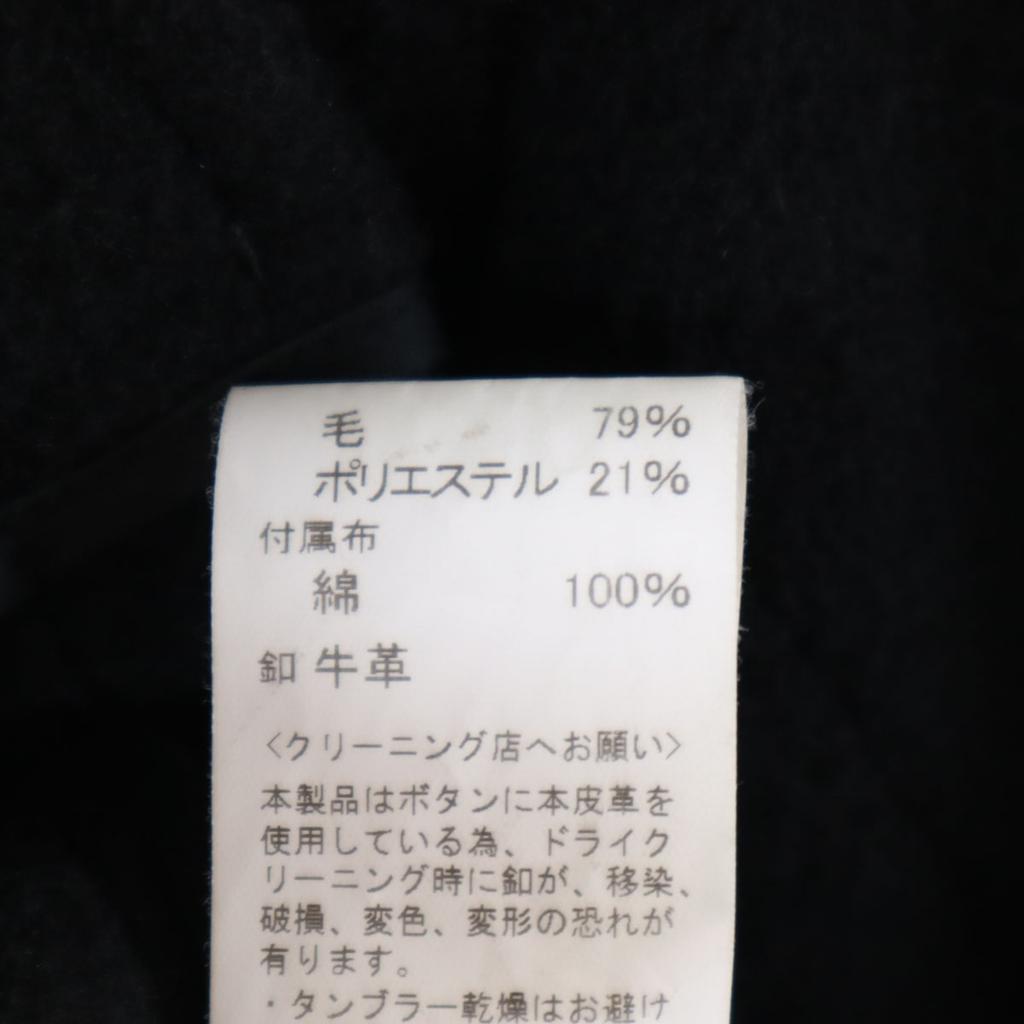 毛 79%
ポリエステル 21%
付属布
綿 100%
釦 牛革
〈クリーニング店へお願い〉
本製品はボタンに本皮革を
使用している為、ドライク
リーニング時に釦が、移染、
破損、変色、変形の恐れが
有ります。
・タンブラー乾燥はお避け